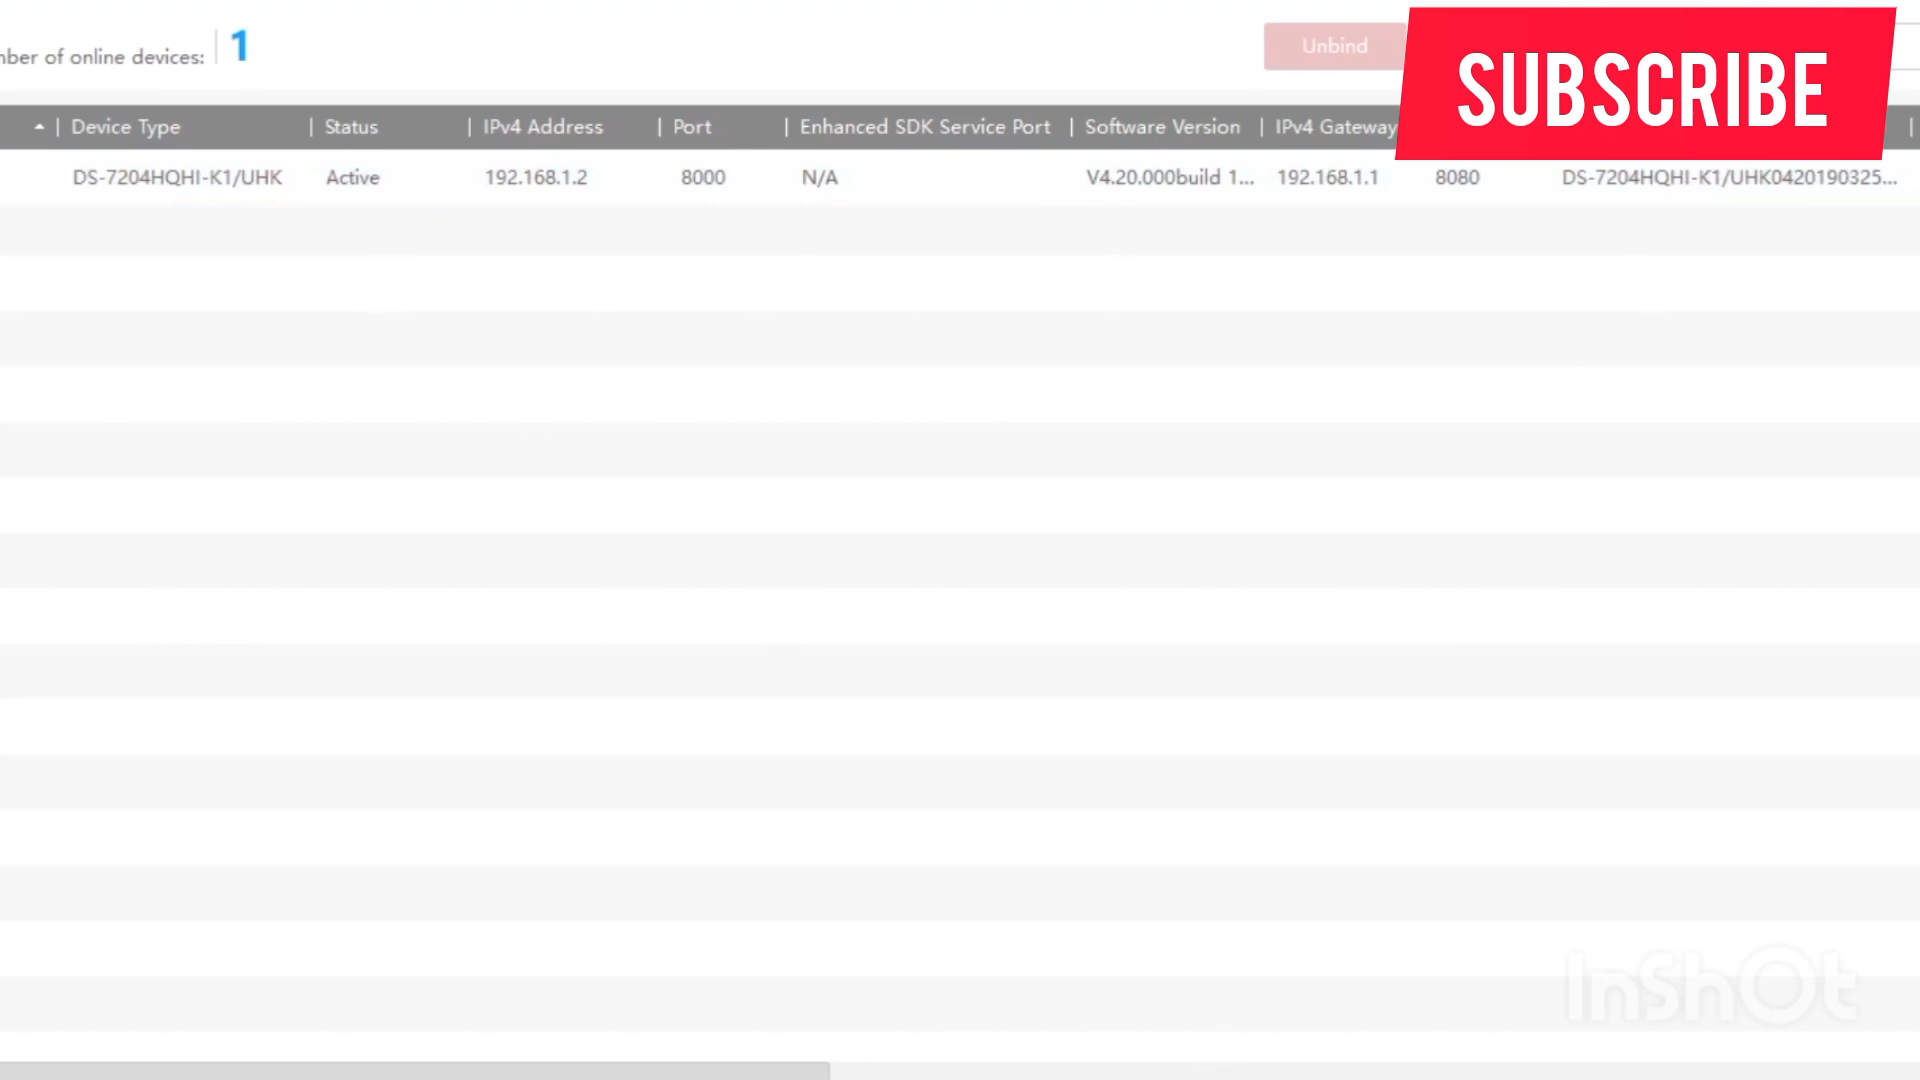 nber of online devices: 1
Unbind
SUBSCRIBE
Device Type | Status | IPv4 Address | Port | Enhanced SDK Service Port | Software Version | IPv4 Gateway
DS-7204HQHI-K1/UHK Active 192.168.1.2 8000 N/A V4.20.000build 1... 192.168.1.1 8080 DS-7204HQHI-K1/UHK0420190325...
InShOt